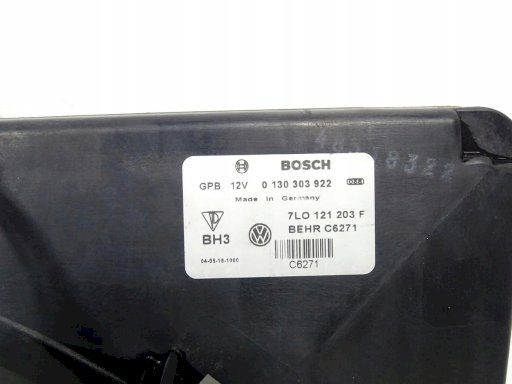 BOSCH
GPB 12V 0 130 303 922
Made in Germany
7LO 121 203 F
BH3
BEHR C6271
04-05-18-1000
C6271